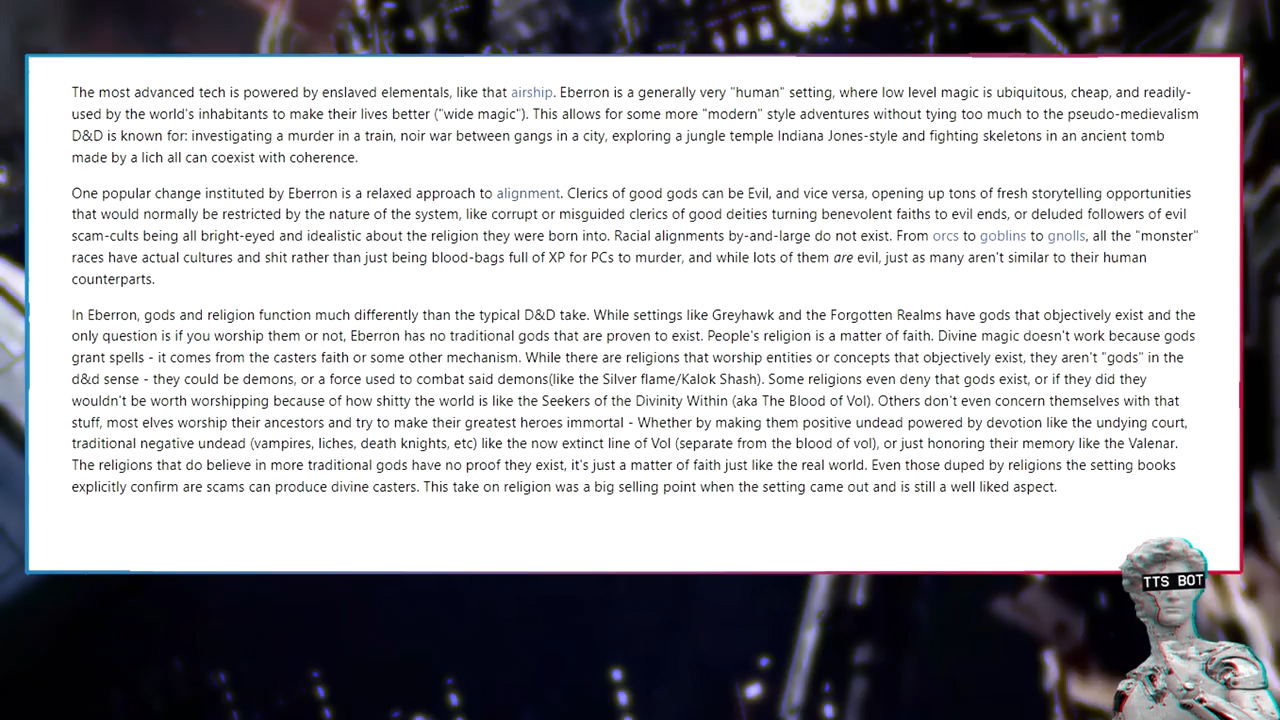 The most advanced tech is powered by enslaved elementals, like that airship. Eberron is a generally very "human" setting, where low level magic is ubiquitous, cheap, and readily-
used by the world's inhabitants to make their lives better ("wide magic"). This allows for some more "modern" style adventures without tying too much to the pseudo-medievalism
D&D is known for: investigating a murder in a train, noir war between gangs in a city, exploring a jungle temple Indiana Jones-style and fighting skeletons in an ancient tomb
made by a lich all can coexist with coherence.
One popular change instituted by Eberron is a relaxed approach to alignment. Clerics of good gods can be Evil, and vice versa, opening up tons of fresh storytelling opportunities
that would normally be restricted by the nature of the system, like corrupt or misguided clerics of good deities turning benevolent faiths to evil ends, or deluded followers of evil
scam-cults being all bright-eyed and idealistic about the religion they were born into. Racial alignments by-and-large do not exist. From orcs to goblins to gnolls, all the "monster"
races have actual cultures and shit rather than just being blood-bags full of XP for PCs to murder, and while lots of them are evil, just as many aren't similar to their human
counterparts.
In Eberron, gods and religion function much differently than the typical D&D take. While settings like Greyhawk and the Forgotten Realms have gods that objectively exist and the
only question is if you worship them or not, Eberron has no traditional gods that are proven to exist. People's religion is a matter of faith. Divine magic doesn't work because gods
grant spells - it comes from the casters faith or some other mechanism. While there are religions that worship entities or concepts that objectively exist, they aren't "gods" in the
d&d sense - they could be demons, or a force used to combat said demons(like the Silver flame/Kalok Shash). Some religions even deny that gods exist, or if they did they
wouldn't be worth worshipping because of how shitty the world is like the Seekers of the Divinity Within (aka The Blood of Vol). Others don't even concern themselves with that
stuff, most elves worship their ancestors and try to make their greatest heroes immortal - Whether by making them positive undead powered by devotion like the undying court,
traditional negative undead (vampires, liches, death knights, etc) like the now extinct line of Vol (separate from the blood of vol), or just honoring their memory like the Valenar.
The religions that do believe in more traditional gods have no proof they exist, it's just a matter of faith just like the real world. Even those duped by religions the setting books
explicitly confirm are scams can produce divine casters. This take on religion was a big selling point when the setting came out and is still a well liked aspect.
TTS BOT